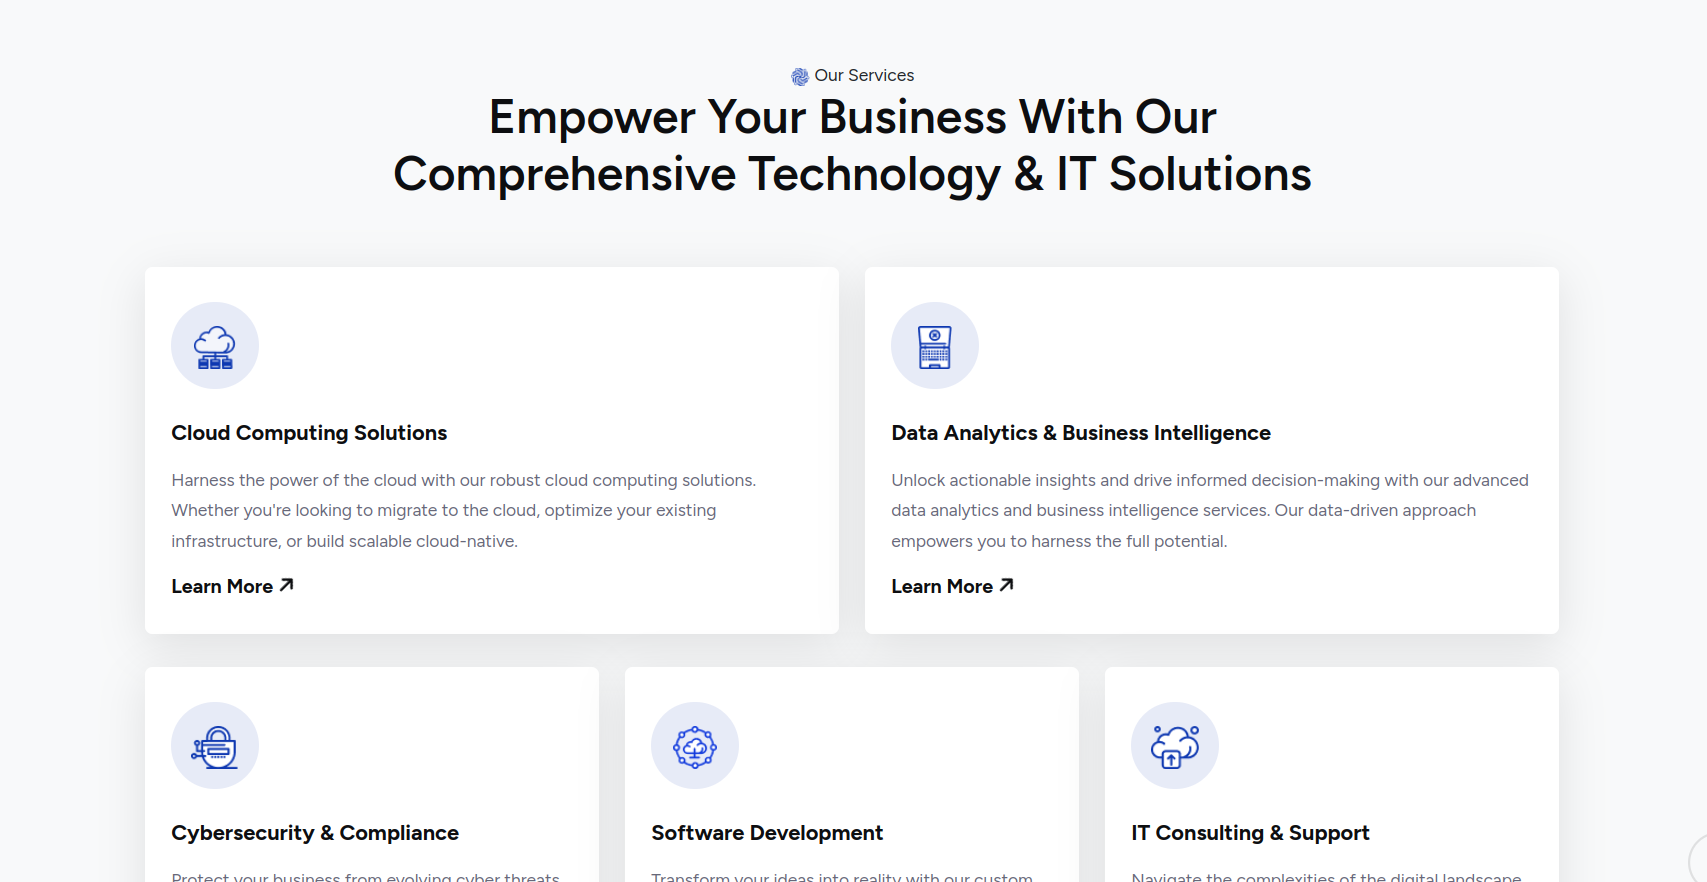 Our Services
Empower Your Business With Our
Comprehensive Technology & IT Solutions
Cloud Computing Solutions
Harness the power of the cloud with our robust cloud computing solutions.
Whether you're looking to migrate to the cloud, optimize your existing
infrastructure, or build scalable cloud-native.
Learn More
Data Analytics & Business Intelligence
Unlock actionable insights and drive informed decision-making with our advanced
data analytics and business intelligence services. Our data-driven approach
empowers you to harness the full potential.
Learn More
Cybersecurity & Compliance
Protect your business from evolving cyber threats
Software Development
Transform your ideas into reality with our custom
IT Consulting & Support
Navigate the complexities of the digital landscape